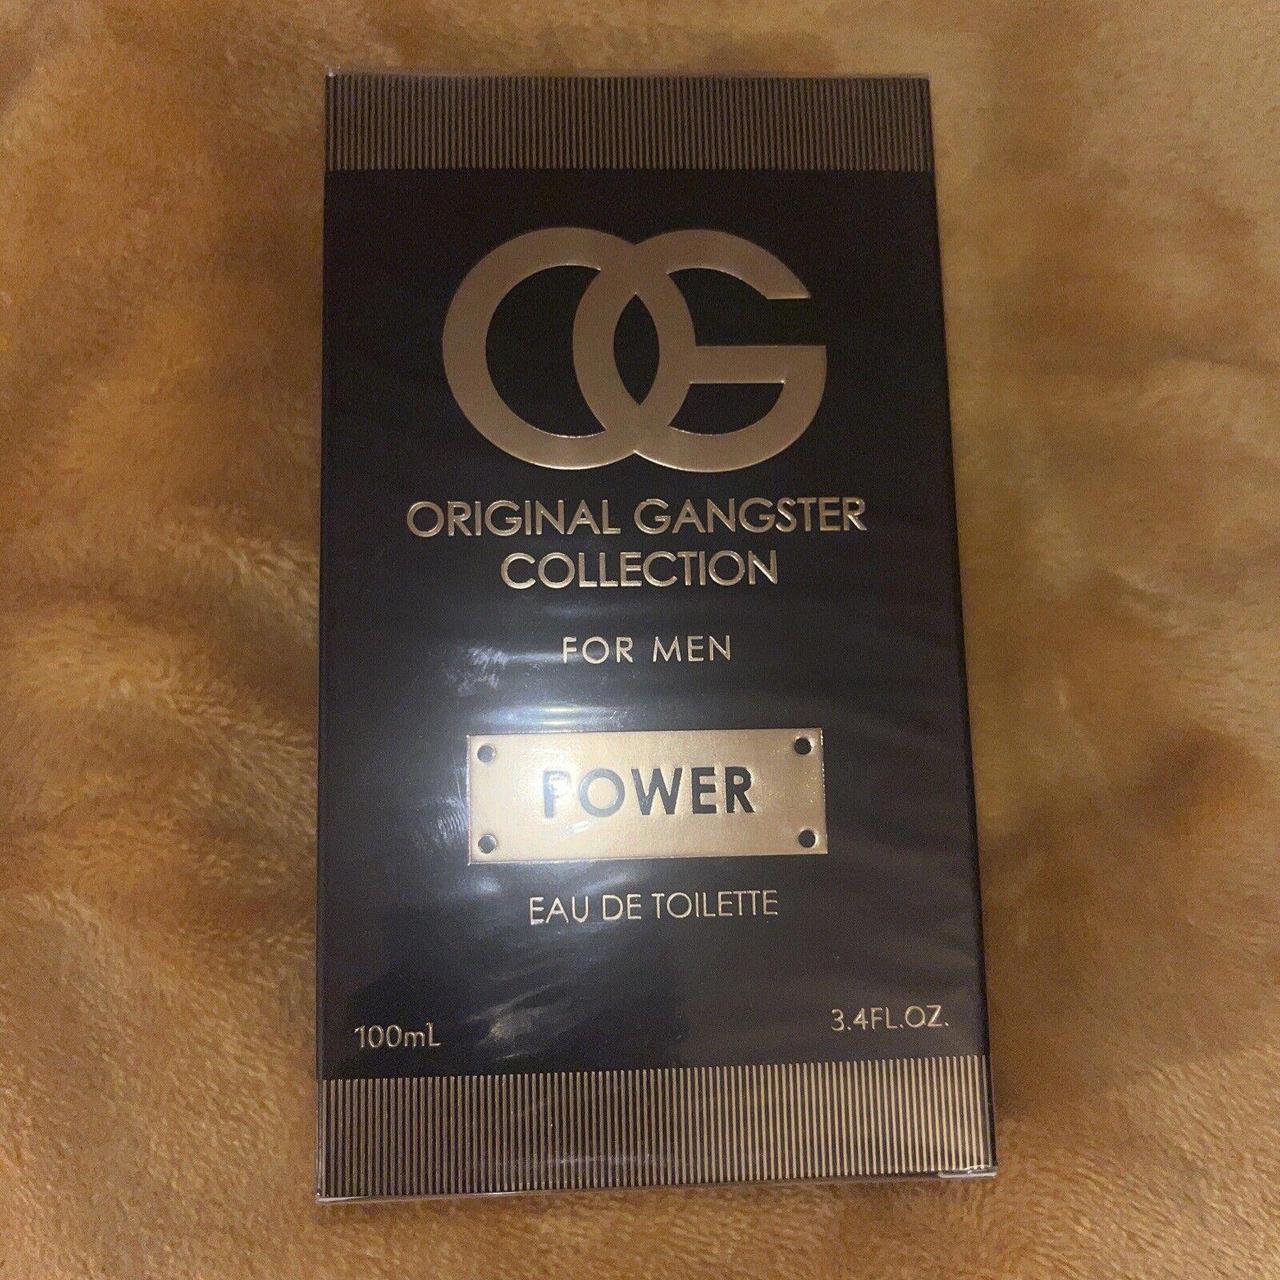 OG
ORIGINAL GANGSTER
COLLECTION
FOR MEN
POWER
EAU DE TOILETTE
100mL
3.4FL.OZ.